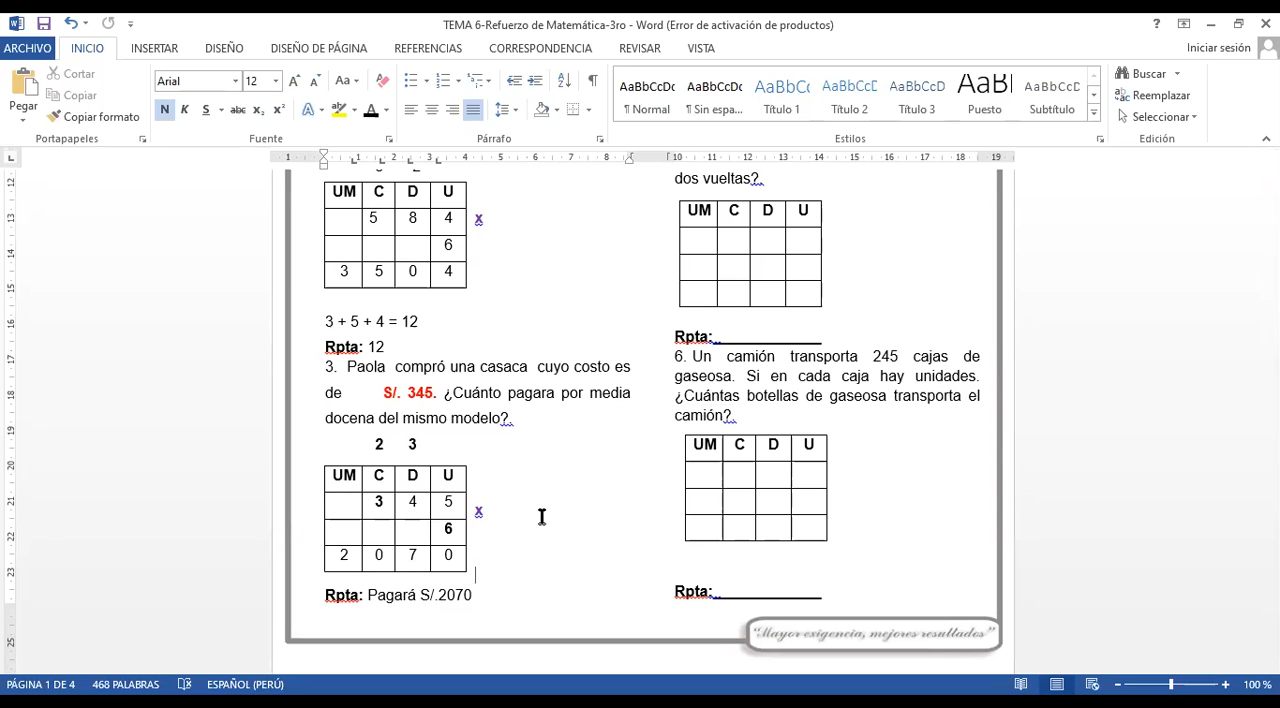 TEMA 6-Refuerzo de Matemática-3ro - Word (Error de activación de productos)
ARCHIVO INICIO INSERTAR DISEÑO DISEÑO DE PÁGINA REFERENCIAS CORRESPONDENCIA REVISAR VISTA Iniciar sesión
Pegar
Cortar
Copiar
Copiar formato
Arial 12
N K S abc x₂ x²
AaBbCcDc AaBbCcDc AaBbCc AaBbCcD AaBbCcD AaBl AaBbCcDc
¶ Normal ¶ Sin espa... Título 1 Título 2 Título 3 Puesto Subtítulo
Buscar
Reemplazar
Seleccionar
Portapapeles Fuente Párrafo Estilos Edición
UM C D U
5 8 4 x
6
3 5 0 4
3 + 5 + 4 = 12
Rpta: 12
3. Paola compró una casaca cuyo costo es
de S/. 345. ¿Cuánto pagara por media
docena del mismo modelo?.
2 3
UM C D U
3 4 5 x
6
2 0 7 0
Rpta: Pagará S/.2070
dos vueltas?.
UM C D U
Rpta:
6. Un camión transporta 245 cajas de
gaseosa. Si en cada caja hay unidades.
¿Cuántas botellas de gaseosa transporta el
camión?.
UM C D U
Rpta:
"Mayor exigencia, mejores resultados"
PÁGINA 1 DE 4 468 PALABRAS ESPAÑOL (PERÚ) 100 %